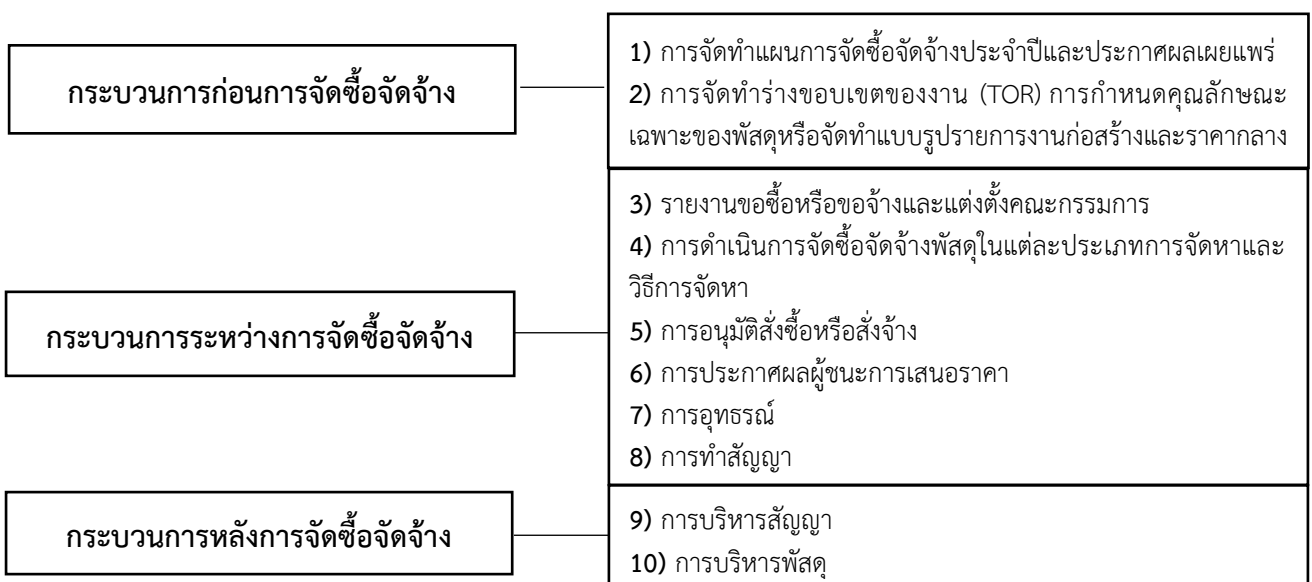 กระบวนการก่อนการจัดซื้อจัดจ้าง
1) การจัดทำแผนการจัดซื้อจัดจ้างประจำปีและประกาศผลเผยแพร่
2) การจัดทำร่างขอบเขตของงาน (TOR) การกำหนดคุณลักษณะ
เฉพาะของพัสดุหรือจัดทำแบบรูปรายการงานก่อสร้างและราคากลาง
กระบวนการระหว่างการจัดซื้อจัดจ้าง
3) รายงานขอซื้อหรือขอจ้างและแต่งตั้งคณะกรรมการ
4) การดำเนินการจัดซื้อจัดจ้างพัสดุในแต่ละประเภทการจัดหาและ
วิธีการจัดหา
5) การอนุมัติสั่งซื้อหรือสั่งจ้าง
6) การประกาศผลผู้ชนะการเสนอราคา
7) การอุทธรณ์
8) การทำสัญญา
กระบวนการหลังการจัดซื้อจัดจ้าง
9) การบริหารสัญญา
10) การบริหารพัสดุ